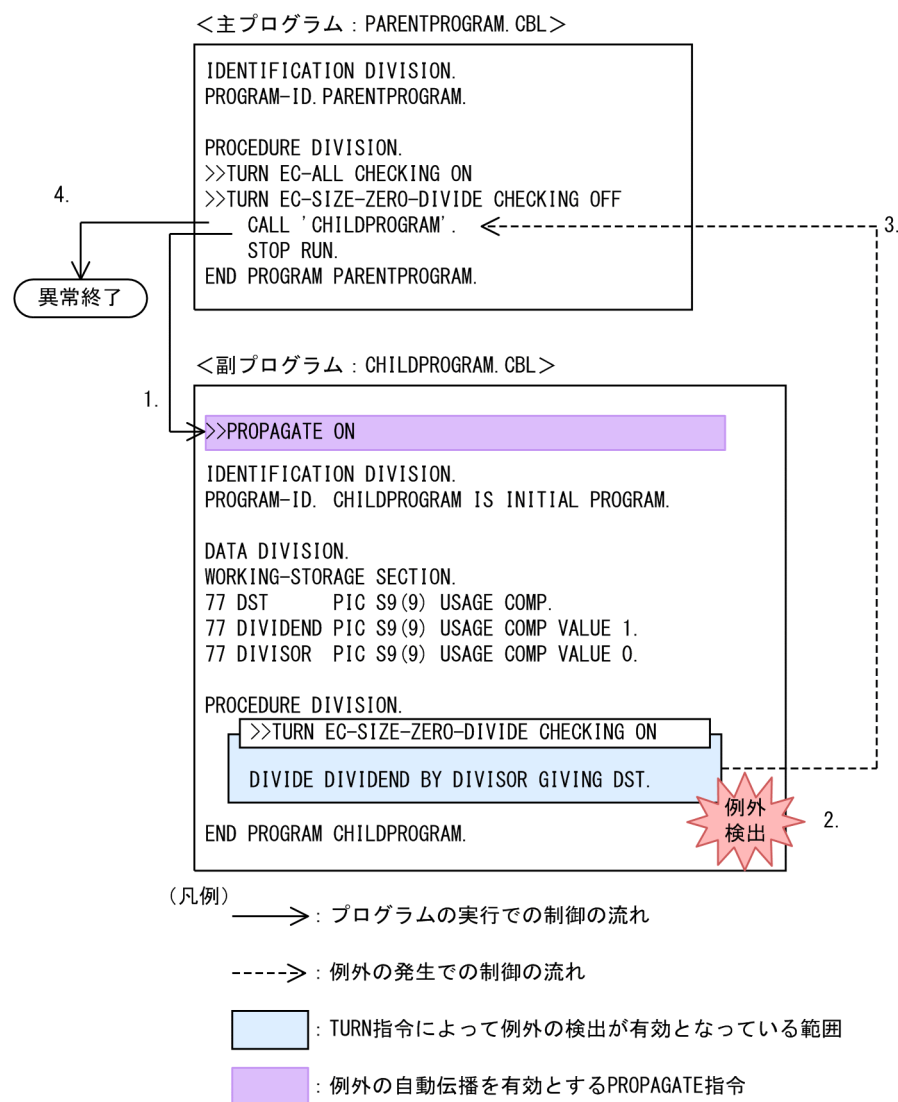 <主プログラム：PARENTPROGRAM.CBL>
IDENTIFICATION DIVISION.
PROGRAM-ID.PARENTPROGRAM.
PROCEDURE DIVISION.
>>TURN EC-ALL CHECKING ON
>>TURN EC-SIZE-ZERO-DIVIDE CHECKING OFF
CALL 'CHILDPROGRAM'.
STOP RUN.
END PROGRAM PARENTPROGRAM.
4.
3.
異常終了
<副プログラム：CHILDPROGRAM.CBL>
1.
>>PROPAGATE ON
IDENTIFICATION DIVISION.
PROGRAM-ID. CHILDPROGRAM IS INITIAL PROGRAM.
DATA DIVISION.
WORKING-STORAGE SECTION.
77 DST      PIC S9(9) USAGE COMP.
77 DIVIDEND PIC S9(9) USAGE COMP VALUE 1.
77 DIVISOR  PIC S9(9) USAGE COMP VALUE 0.
PROCEDURE DIVISION.
>>TURN EC-SIZE-ZERO-DIVIDE CHECKING ON
DIVIDE DIVIDEND BY DIVISOR GIVING DST.
例外
検出
2.
END PROGRAM CHILDPROGRAM.
(凡例)
：プログラムの実行での制御の流れ
：例外の発生での制御の流れ
：TURN指令によって例外の検出が有効となっている範囲
：例外の自動伝播を有効とするPROPAGATE指令